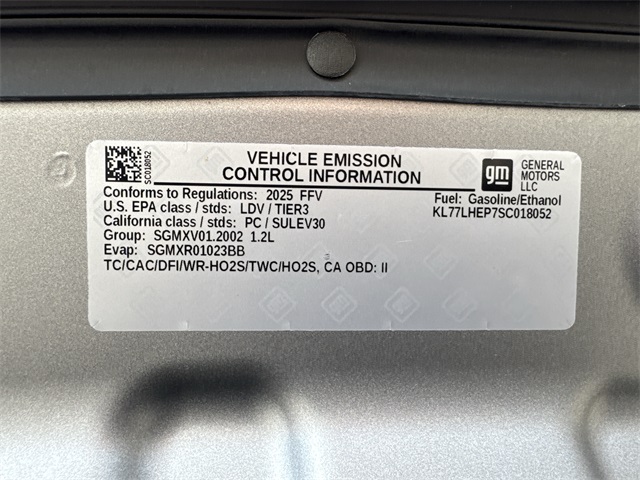 SC018052
VEHICLE EMISSION
CONTROL INFORMATION
gm
GENERAL
MOTORS
LLC
Conforms to Regulations: 2025 FFV
Fuel: Gasoline/Ethanol
U.S. EPA class / stds: LDV / TIER3
KL77LHEP7SC018052
California class / stds: PC / SULEV30
Group: SGMXV01.2002 1.2L
Evap: SGMXR01023BB
TC/CAC/DFI/WR-HO2S/TWC/HO2S, CA OBD: II